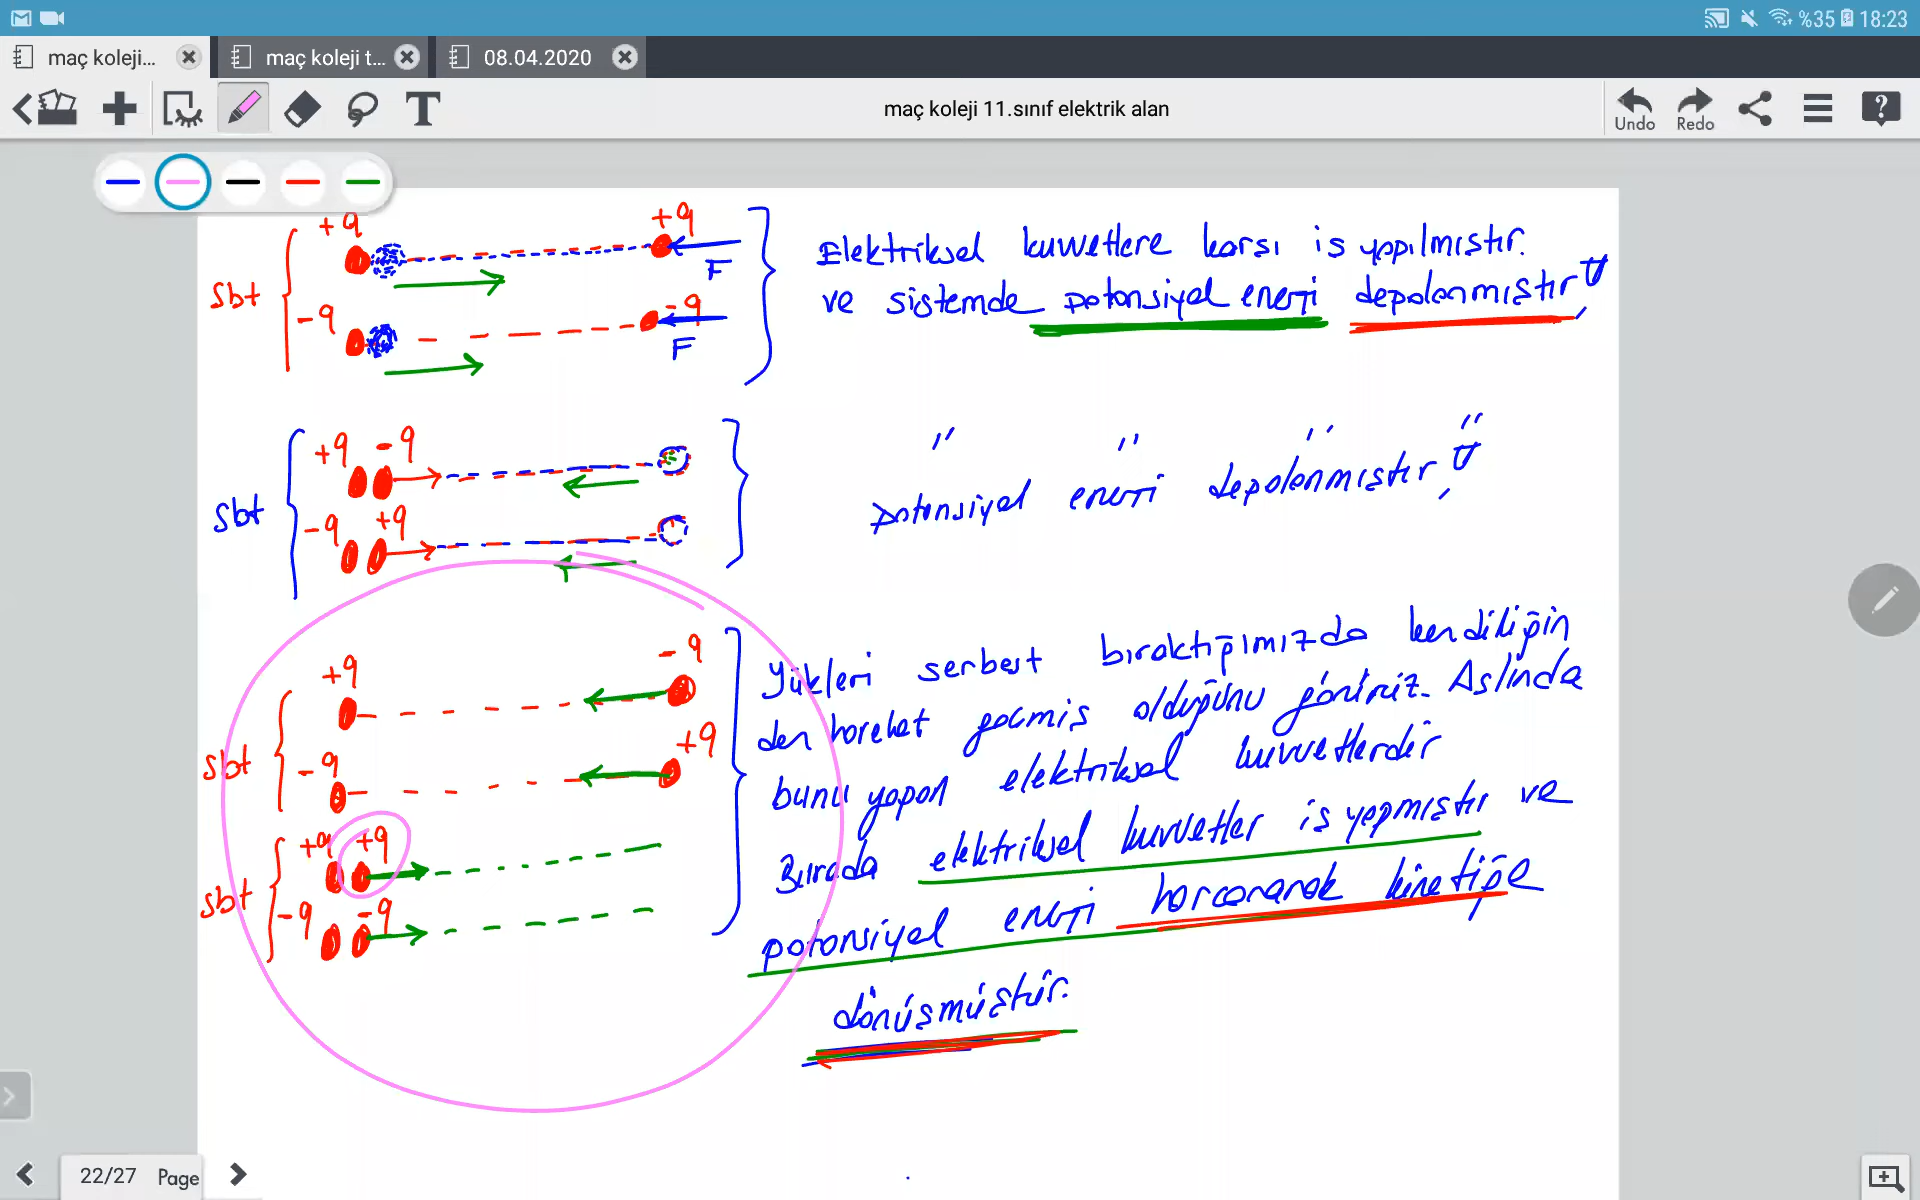 %35 18:23
maç koleji... maç koleji t... 08.04.2020
T maç koleji 11.sınıf elektrik alan Undo Redo
+q +q
sbt F
-q -q
F
Elektriksel kuvvetlere karşı iş yapılmıştır.
ve sistemde potansiyel enerji depolanmıştır
+q -q
sbt
-q +q
" " " "
potansiyel enerji depolanmıştır
+q -q
sbt
-q +q
+q +q
sbt
-q -q
Yükleri serbest bıraktığımızda kendiliğin
den hareket geçmiş olduğunu görürüz. Aslında
bunu yapan elektriksel kuvvetlerdir
Burada elektriksel kuvvetler iş yapmıştır ve
potansiyel enerji harcanarak kinetiğe
dönüşmüştür.
22/27 Page